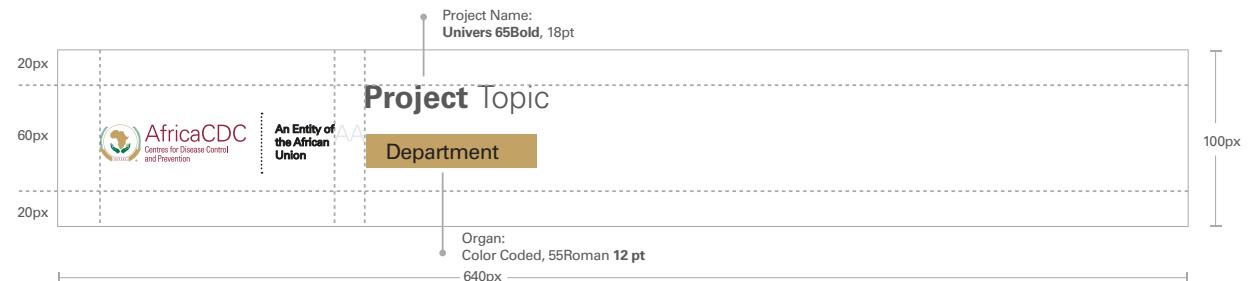 Project Name:
Univers 65Bold, 18pt
20px
Project Topic
60px
AfricaCDC
Centres for Disease Control
and Prevention
An Entity of
the African
Union
AA
Department
100px
20px
Organ:
Color Coded, 55Roman 12 pt
640px